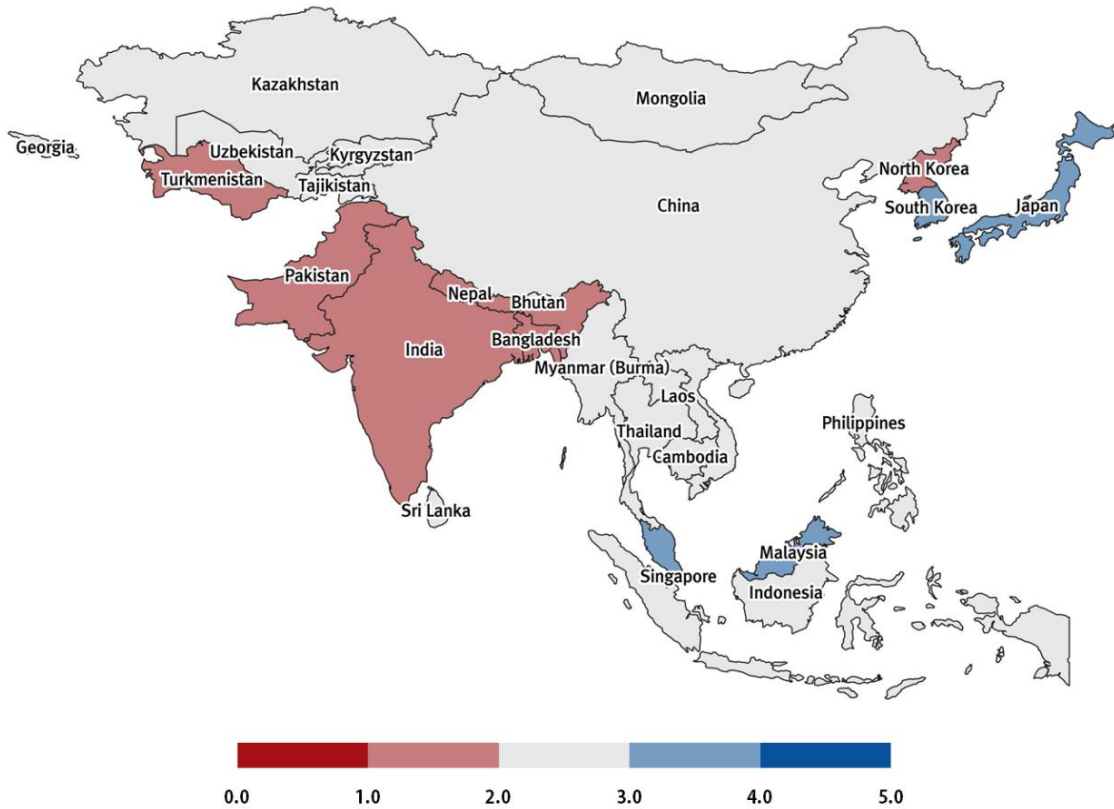 Kazakhstan
Mongolia
Georgia
Uzbekistan
Kyrgyzstan
Turkmenistan
Tajikistan
North Korea
South Korea
Japan
China
Pakistan
Nepal
Bhutan
India
Bangladesh
Myanmar (Burma)
Laos
Thailand
Cambodia
Philippines
Sri Lanka
Malaysia
Singapore
Indonesia
0.0 1.0 2.0 3.0 4.0 5.0